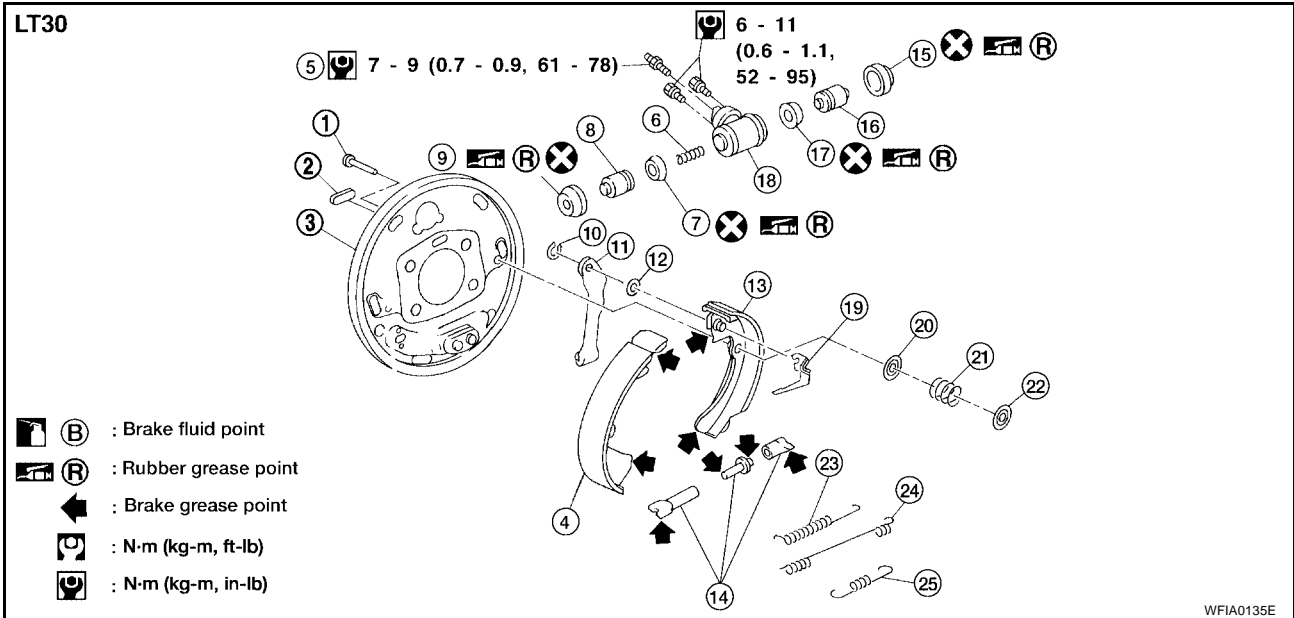 LT30
6 - 11
(0.6 - 1.1,
52 - 95)
5 7 - 9 (0.7 - 0.9, 61 - 78)
15 R
1
8
6
16
9 R
17 R
2
18
3
7 R
10
11
12
13
19
20
21
22
B : Brake fluid point
R : Rubber grease point
: Brake grease point
: N·m (kg-m, ft-lb)
: N·m (kg-m, in-lb)
4
23
24
14
25
WFIA0135E